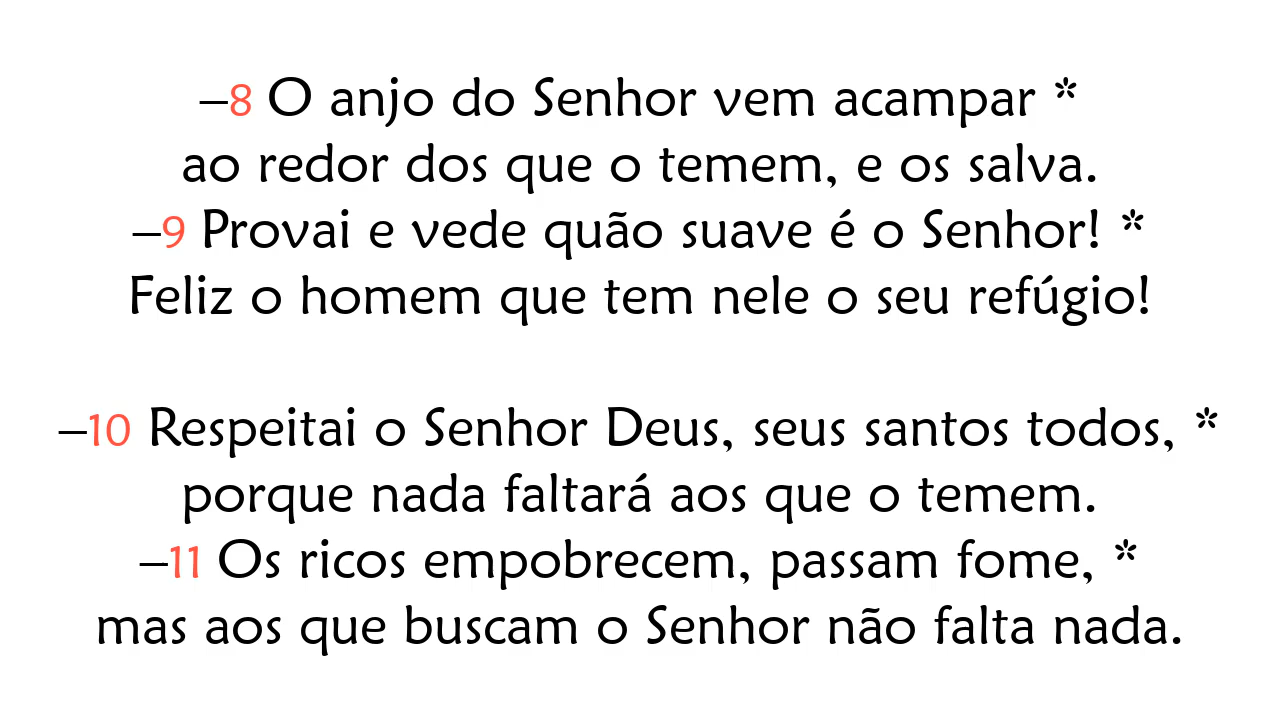 –8 O anjo do Senhor vem acampar *
ao redor dos que o temem, e os salva.
–9 Provai e vede quão suave é o Senhor! *
Feliz o homem que tem nele o seu refúgio!
–10 Respeitai o Senhor Deus, seus santos todos, *
porque nada faltará aos que o temem.
–11 Os ricos empobrecem, passam fome, *
mas aos que buscam o Senhor não falta nada.